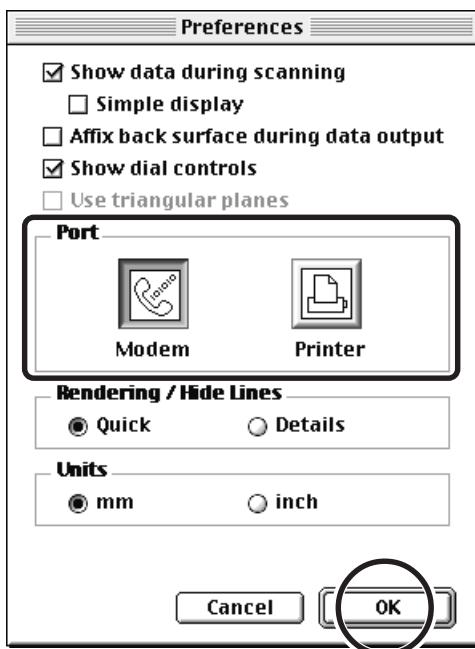 Preferences
Show data during scanning
Simple display
Affix back surface during data output
Show dial controls
Use triangular planes
Port
Modem Printer
Rendering / Hide Lines
Quick Details
Units
mm inch
Cancel OK